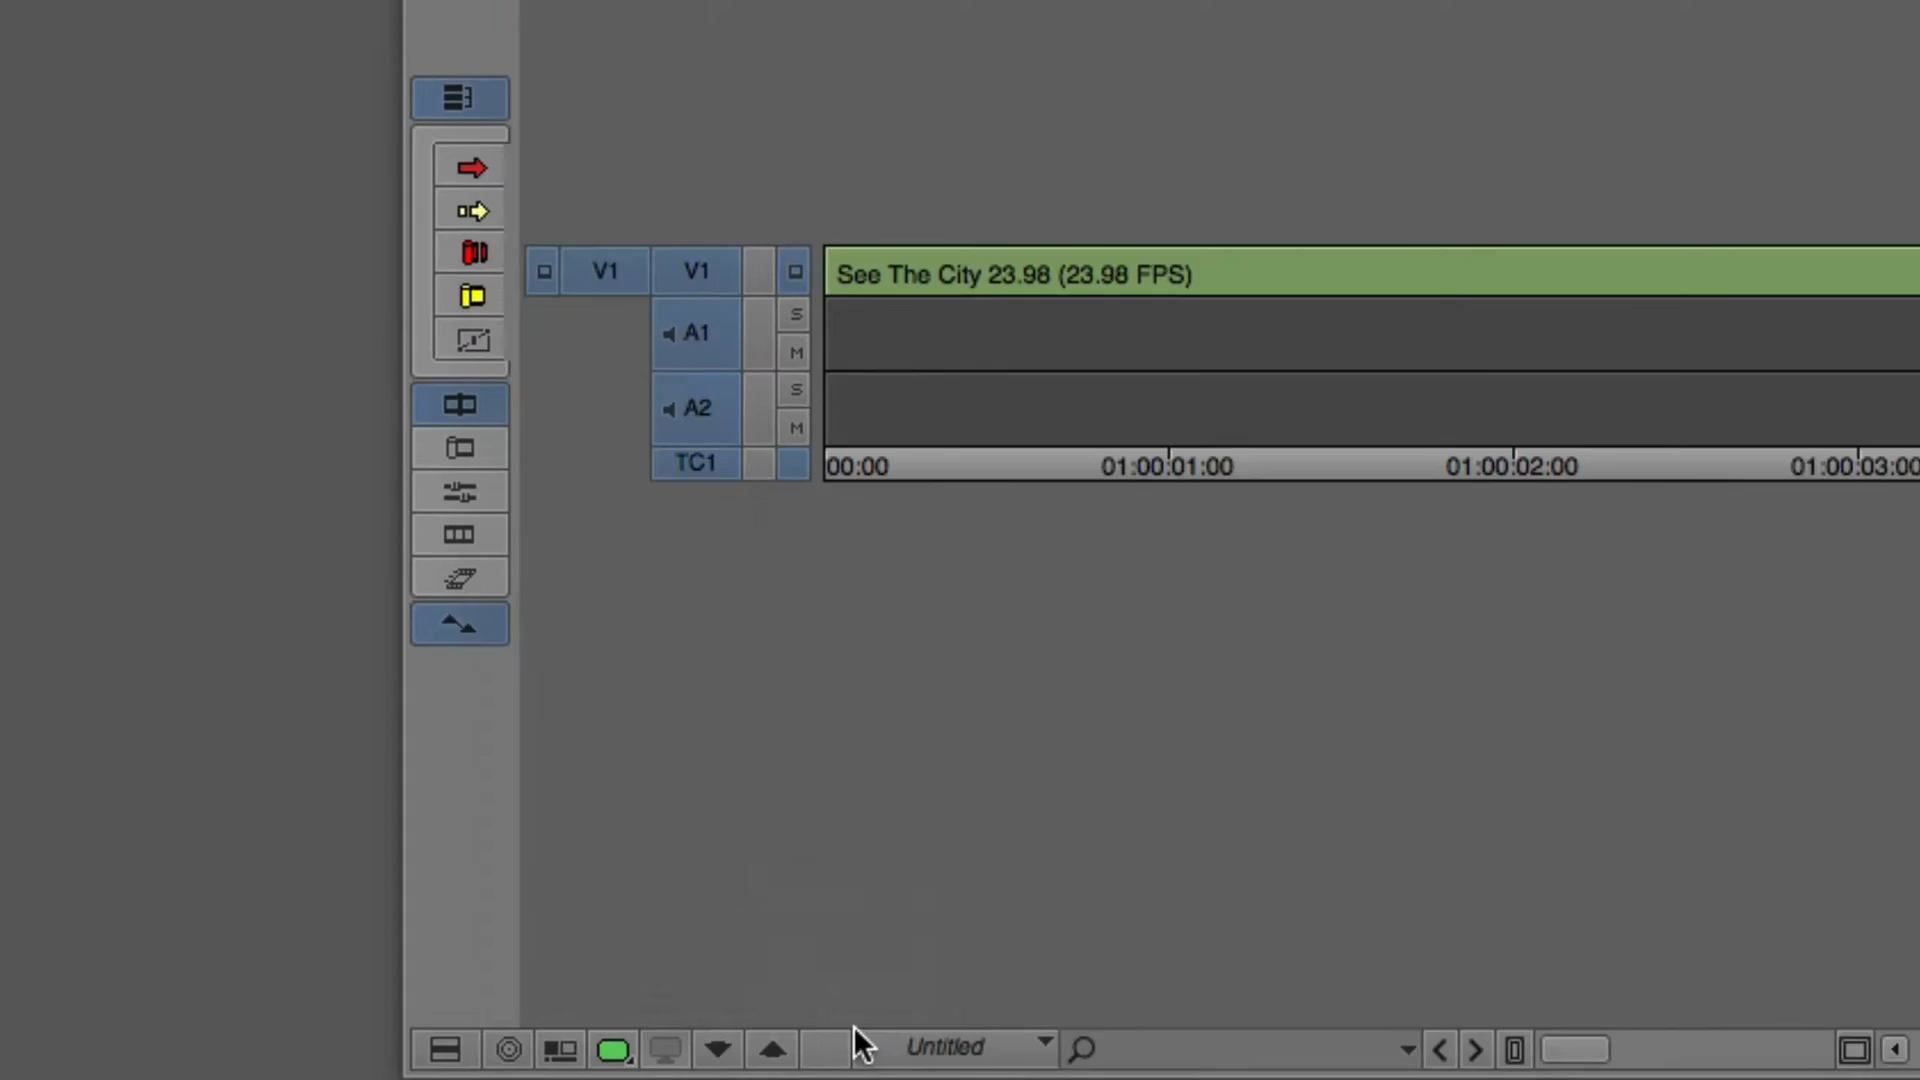 V1 V1 See The City 23.98 (23.98 FPS)
A1 S
M
A2 S
M
TC1 00:00 01:00:01:00 01:00:02:00 01:00:03:00
Untitled